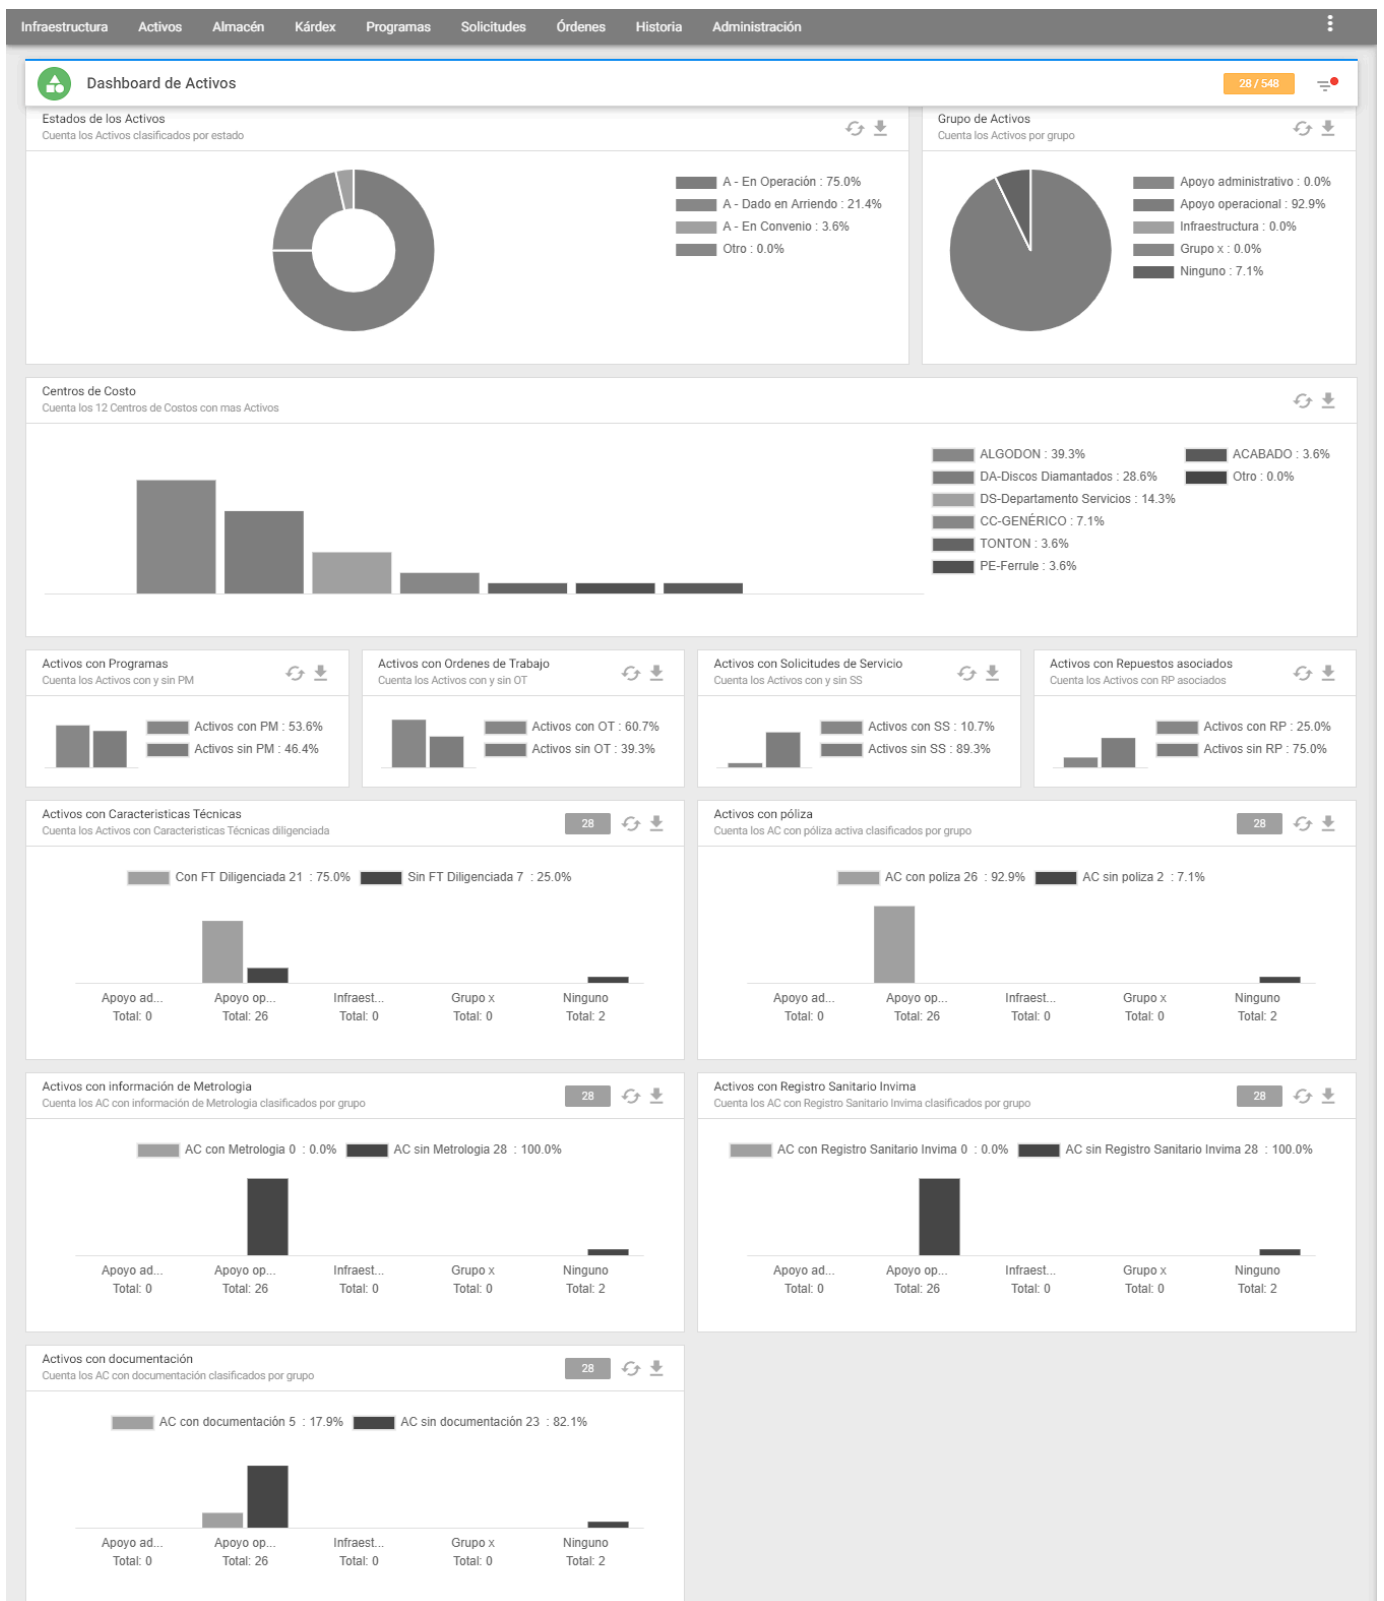 Infraestructura Activos Almacén Kárdex Programas Solicitudes Órdenes Historia Administración
Dashboard de Activos
28 / 548
Estados de los Activos
Cuenta los Activos clasificados por estado
A - En Operación : 75.0%
A - Dado en Arriendo : 21.4%
A - En Convenio : 3.6%
Otro : 0.0%
Grupo de Activos
Cuenta los Activos por grupo
Apoyo administrativo : 0.0%
Apoyo operacional : 92.9%
Infraestructura : 0.0%
Grupo x : 0.0%
Ninguno : 7.1%
Centros de Costo
Cuenta los 12 Centros de Costos con mas Activos
ALGODON : 39.3%
DA-Discos Diamantados : 28.6%
DS-Departamento Servicios : 14.3%
CC-GENÉRICO : 7.1%
TONTON : 3.6%
PE-Ferrule : 3.6%
ACABADO : 3.6%
Otro : 0.0%
Activos con Programas
Cuenta los Activos con y sin PM
Activos con PM : 53.6%
Activos sin PM : 46.4%
Activos con Ordenes de Trabajo
Cuenta los Activos con y sin OT
Activos con OT : 60.7%
Activos sin OT : 39.3%
Activos con Solicitudes de Servicio
Cuenta los Activos con y sin SS
Activos con SS : 10.7%
Activos sin SS : 89.3%
Activos con Repuestos asociados
Cuenta los Activos con RP asociados
Activos con RP : 25.0%
Activos sin RP : 75.0%
Activos con Caracteristicas Técnicas
Cuenta los Activos con Caracteristicas Técnicas diligenciada
28
Con FT Diligenciada 21 : 75.0% Sin FT Diligenciada 7 : 25.0%
Apoyo ad... Apoyo op... Infraest... Grupo x Ninguno
Total: 0 Total: 26 Total: 0 Total: 0 Total: 2
Activos con póliza
Cuenta los AC con póliza activa clasificados por grupo
28
AC con poliza 26 : 92.9% AC sin poliza 2 : 7.1%
Apoyo ad... Apoyo op... Infraest... Grupo x Ninguno
Total: 0 Total: 26 Total: 0 Total: 0 Total: 2
Activos con información de Metrologia
Cuenta los AC con información de Metrologia clasificados por grupo
28
AC con Metrologia 0 : 0.0% AC sin Metrologia 28 : 100.0%
Apoyo ad... Apoyo op... Infraest... Grupo x Ninguno
Total: 0 Total: 26 Total: 0 Total: 0 Total: 2
Activos con Registro Sanitario Invima
Cuenta los AC con Registro Sanitario Invima clasificados por grupo
28
AC con Registro Sanitario Invima 0 : 0.0% AC sin Registro Sanitario Invima 28 : 100.0%
Apoyo ad... Apoyo op... Infraest... Grupo x Ninguno
Total: 0 Total: 26 Total: 0 Total: 0 Total: 2
Activos con documentación
Cuenta los AC con documentación clasificados por grupo
28
AC con documentación 5 : 17.9% AC sin documentación 23 : 82.1%
Apoyo ad... Apoyo op... Infraest... Grupo x Ninguno
Total: 0 Total: 26 Total: 0 Total: 0 Total: 2